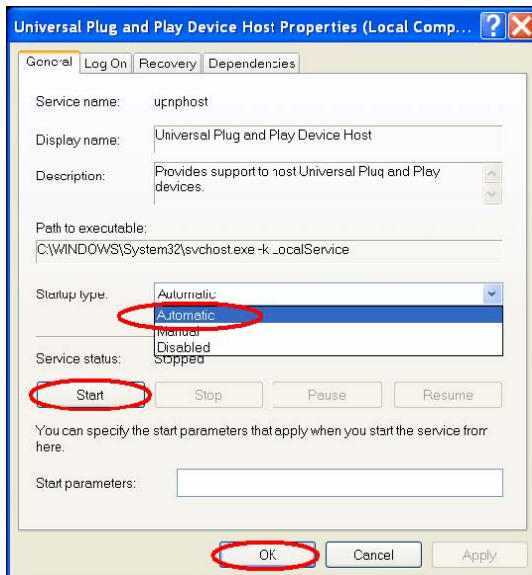 Universal Plug and Play Device Host Properties (Local Comp...
General Log On Recovery Dependencies
Service name: upnphost
Display name: Universal Plug and Play Device Host
Description: Provides support to host Universal Plug and Play
devices.
Path to executable:
C:\WINDOWS\System32\svchost.exe -k LocalService
Startup type: Automatic
Automatic
Manual
Disabled
Service status: Stopped
Start Stop Pause Resume
You can specify the start parameters that apply when you start the service from
here.
Start parameters:
OK Cancel Apply